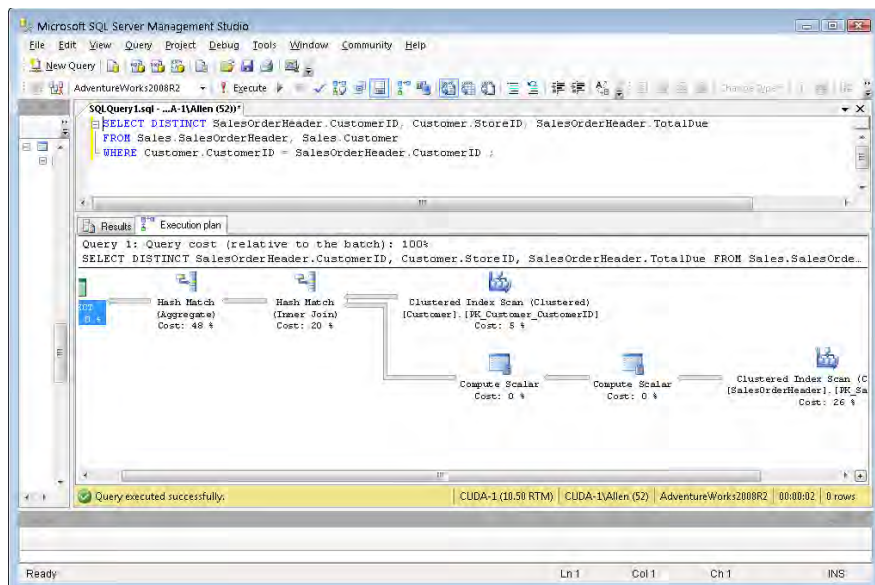 Microsoft SQL Server Management Studio
File Edit View Query Project Debug Tools Window Community Help
New Query
AdventureWorks2008R2 Execute
SQLQuery1.sql - ...A-1\Allen (52))*
SELECT DISTINCT SalesOrderHeader.CustomerID, Customer.StoreID, SalesOrderHeader.TotalDue
FROM Sales.SalesOrderHeader, Sales.Customer
WHERE Customer.CustomerID = SalesOrderHeader.CustomerID ;
Results Execution plan
Query 1: Query cost (relative to the batch): 100%
SELECT DISTINCT SalesOrderHeader.CustomerID, Customer.StoreID, SalesOrderHeader.TotalDue FROM Sales.SalesOrde...
Hash Match
(Aggregate)
Cost: 48 %
Hash Match
(Inner Join)
Cost: 20 %
Clustered Index Scan (Clustered)
[Customer].[PK_Customer_CustomerID]
Cost: 5 %
Compute Scalar
Cost: 0 %
Compute Scalar
Cost: 0 %
Clustered Index Scan (C
[SalesOrderHeader].[PK_Sa
Cost: 26 %
Query executed successfully.
CUDA-1 (10.50 RTM) CUDA-1\Allen (52) AdventureWorks2008R2 00:00:02 0 rows
Ready Ln 1 Col 1 Ch 1 INS